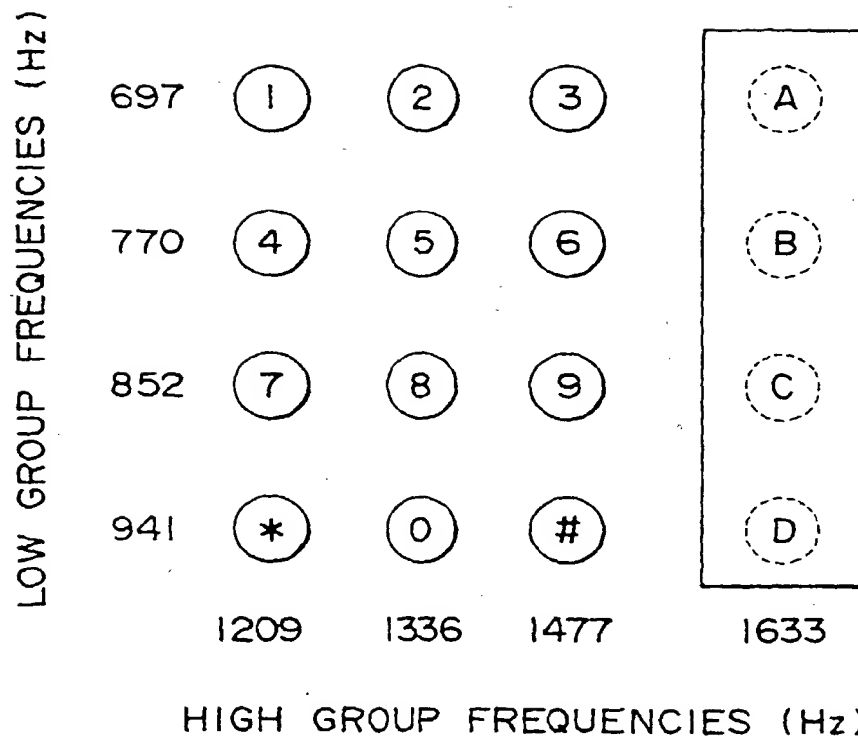 LOW GROUP FREQUENCIES (Hz)
697 1 2 3 A
770 4 5 6 B
852 7 8 9 C
941 * 0 # D
1209 1336 1477 1633
HIGH GROUP FREQUENCIES (Hz)